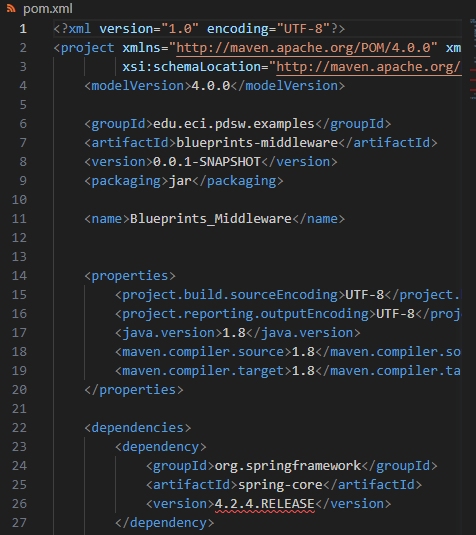 pom.xml
1 <?xml version="1.0" encoding="UTF-8"?>
2 <project xmlns="http://maven.apache.org/POM/4.0.0" xm
3 xsi:schemaLocation="http://maven.apache.org/
4 <modelVersion>4.0.0</modelVersion>
5
6 <groupId>edu.eci.pdsw.examples</groupId>
7 <artifactId>blueprints-middleware</artifactId>
8 <version>0.0.1-SNAPSHOT</version>
9 <packaging>jar</packaging>
10
11 <name>Blueprints_Middleware</name>
12
13
14 <properties>
15 <project.build.sourceEncoding>UTF-8</project.
16 <project.reporting.outputEncoding>UTF-8</proj
17 <java.version>1.8</java.version>
18 <maven.compiler.source>1.8</maven.compiler.so
19 <maven.compiler.target>1.8</maven.compiler.ta
20 </properties>
21
22 <dependencies>
23 <dependency>
24 <groupId>org.springframework</groupId>
25 <artifactId>spring-core</artifactId>
26 <version>4.2.4.RELEASE</version>
27 </dependency>